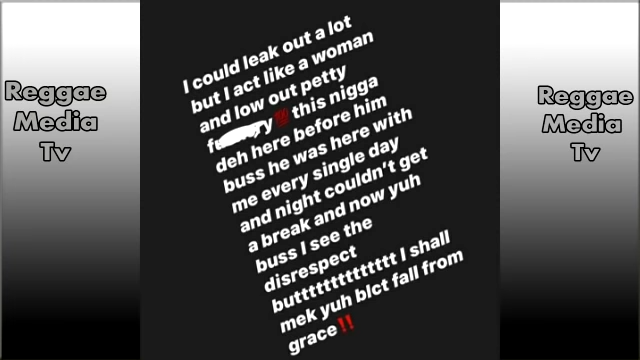 Reggae
Media
Tv
I could leak out a lot
but I act like a woman
and low out petty
f y💯 this nigga
deh here before him
buss he was here with
me every single day
and night couldn't get
a break and now yuh
buss I see the
disrespect
buttttttttttttttt I shall
mek yuh blct fall from
grace‼️
Reggae
Media
Tv